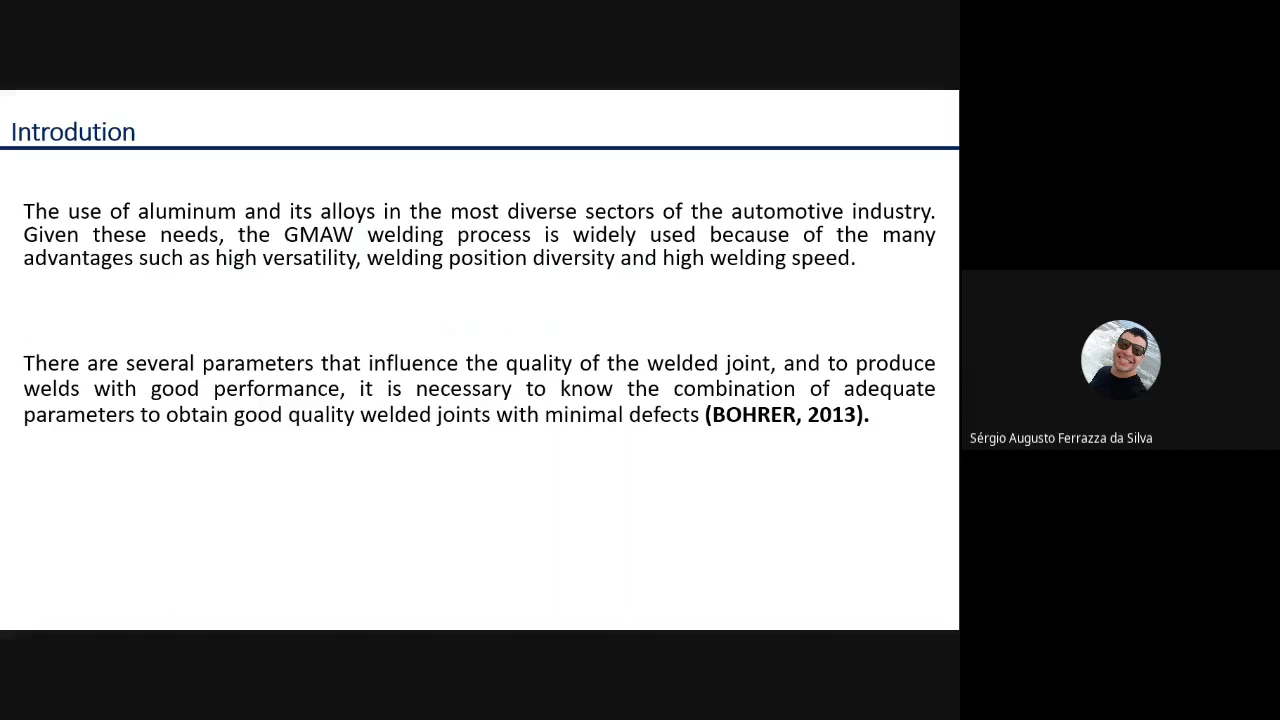 Introdution
The use of aluminum and its alloys in the most diverse sectors of the automotive industry.
Given these needs, the GMAW welding process is widely used because of the many
advantages such as high versatility, welding position diversity and high welding speed.
There are several parameters that influence the quality of the welded joint, and to produce
welds with good performance, it is necessary to know the combination of adequate
parameters to obtain good quality welded joints with minimal defects (BOHRER, 2013).
Sérgio Augusto Ferrazza da Silva